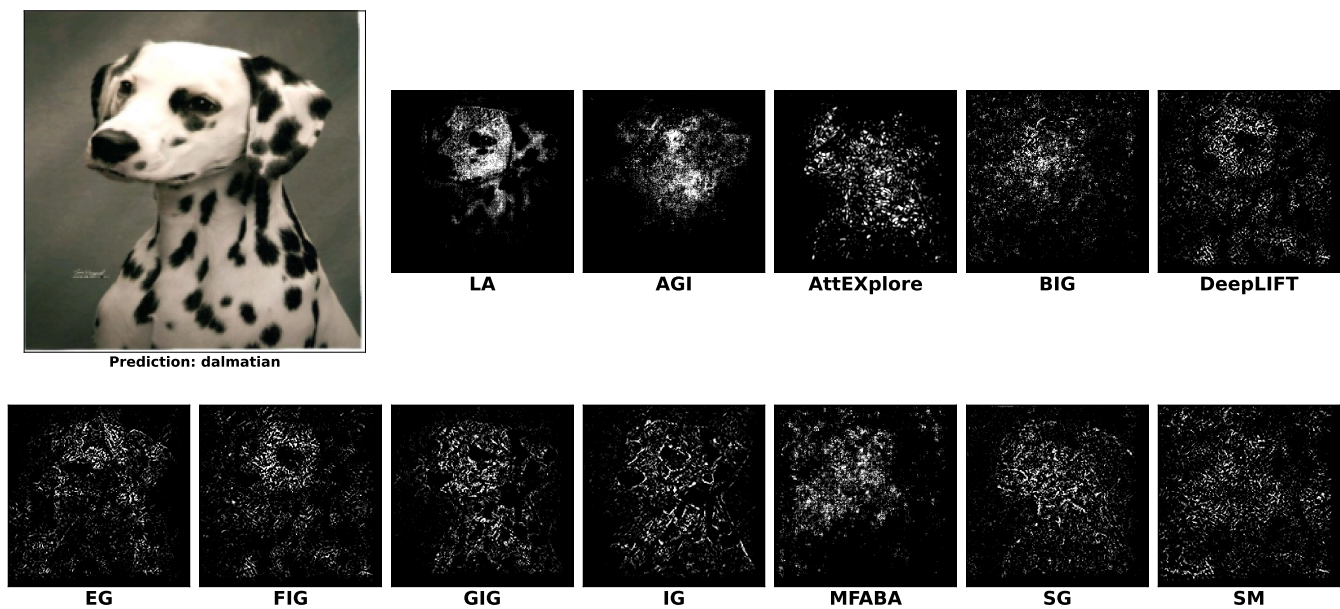 LA
AGI
AttEXplore
BIG
DeepLIFT
Prediction: dalmatian
EG
FIG
GIG
IG
MFABA
SG
SM